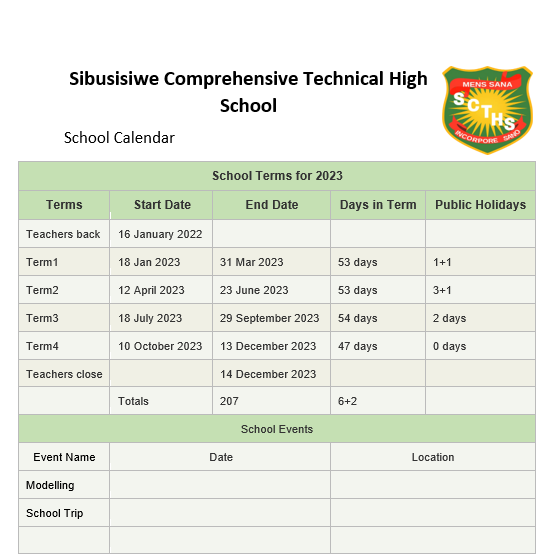 Sibusisiwe Comprehensive Technical High
School
MENS SANA
SCTHS
INCORPORE SANO
School Calendar
School Terms for 2023
Terms Start Date End Date Days in Term Public Holidays
Teachers back 16 January 2022
Term1 18 Jan 2023 31 Mar 2023 53 days 1+1
Term2 12 April 2023 23 June 2023 53 days 3+1
Term3 18 July 2023 29 September 2023 54 days 2 days
Term4 10 October 2023 13 December 2023 47 days 0 days
Teachers close 14 December 2023
Totals 207 6+2
School Events
Event Name Date Location
Modelling
School Trip